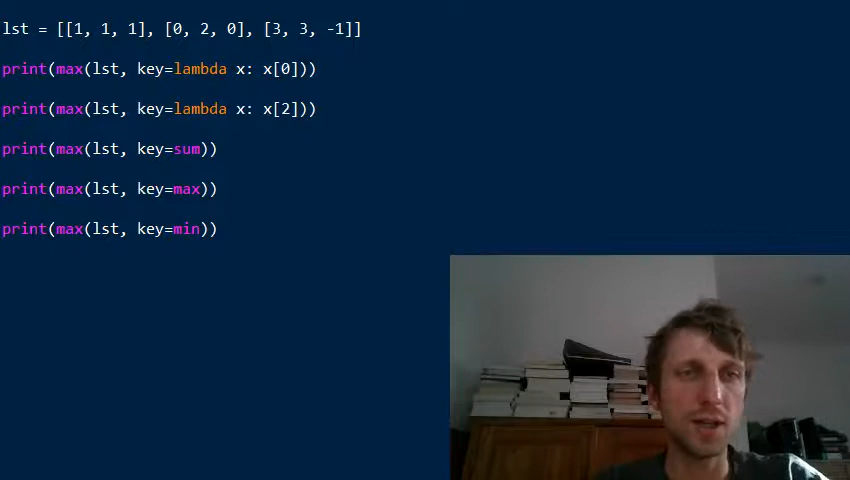 lst = [[1, 1, 1], [0, 2, 0], [3, 3, -1]]
print(max(lst, key=lambda x: x[0]))
print(max(lst, key=lambda x: x[2]))
print(max(lst, key=sum))
print(max(lst, key=max))
print(max(lst, key=min))